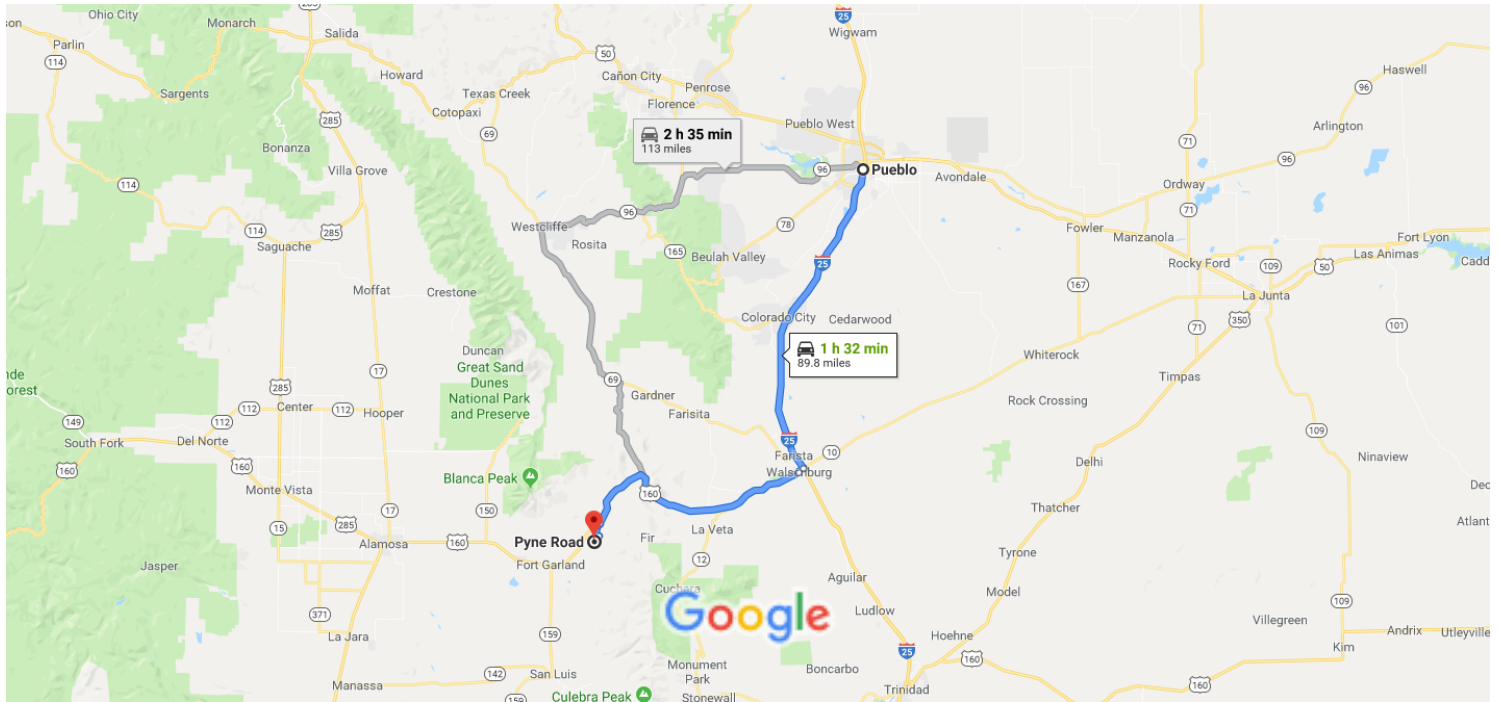 Ohio City
Monarch
son
Parlin
114
Salida
25
Wigwam
50
Howard
Cañon City
Penrose
Haswell
96
Sargents
Texas Creek
Florence
Cotopaxi
285
69
Pueblo West
Arlington
Bonanza
2 h 35 min
113 miles
71
96
Villa Grove
96
Pueblo
Avondale
114
Ordway
96
71
Westcliffe
78
Fowler
114
285
Rosita
Manzanola
Fort Lyon
Saguache
165
Beulah Valley
25
Rocky Ford
109
50
Las Animas
Cadd
Moffat
Crestone
167
La Junta
Colorado City
Cedarwood
71
350
101
Duncan
1 h 32 min
89.8 miles
Whiterock
Great Sand
Dunes
National Park
and Preserve
nde
orest
17
Timpas
285
69
Gardner
112
Center
112
Hooper
Farisita
Rock Crossing
149
112
109
South Fork
Del Norte
25
160
160
Farista
10
Ninaview
Walsenburg
Delhi
Blanca Peak
Monte Vista
160
Dec
17
150
Thatcher
15
285
La Veta
Atlant
Alamosa
160
Pyne Road
Fir
Tyrone
Jasper
Fort Garland
12
Aguilar
Cuchara
Model
Google
109
371
Ludlow
La Jara
159
Hoehne
Villegreen
Andrix
Utleyville
25
160
Kim
142
San Luis
Monument
Park
Boncarbo
160
Manassa
159
Culebra Peak
Stonewall
Trinidad